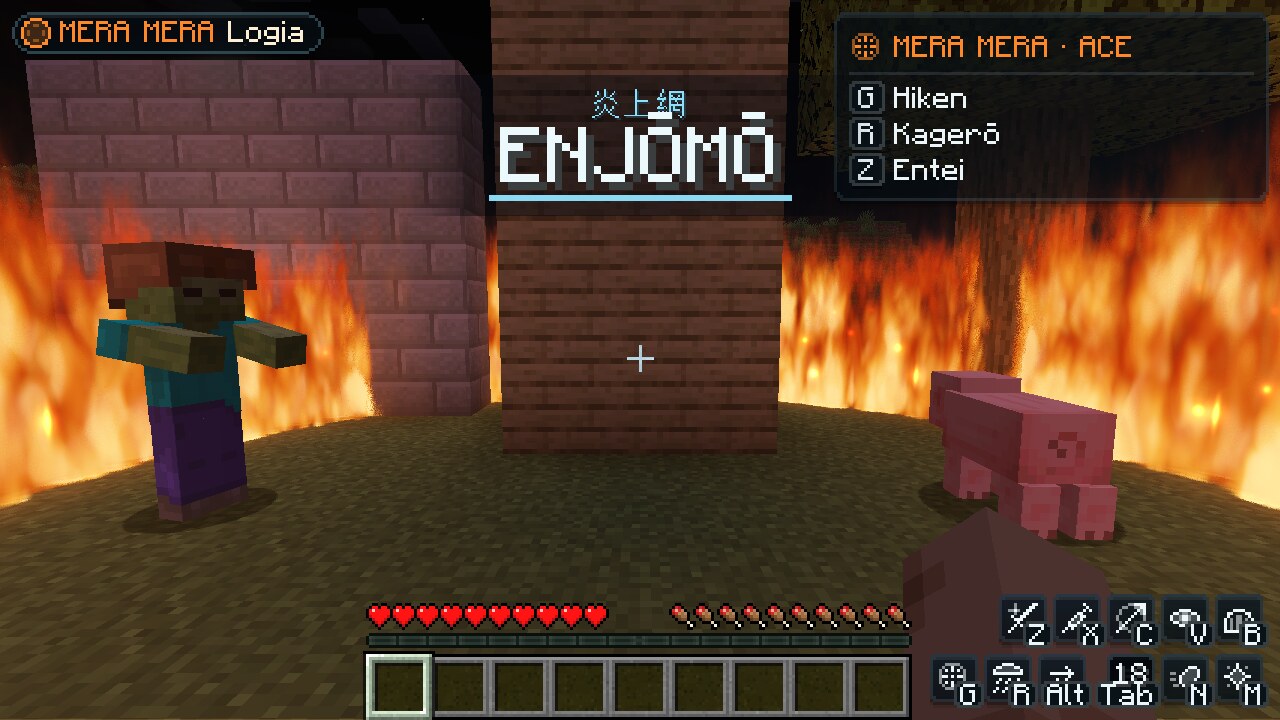 MERA MERA Logia
炎上網
ENJŌMŌ
MERA MERA · ACE
G Hiken
R Kagerō
Z Entei
Z X C V B
G R Alt 18 Tab N M